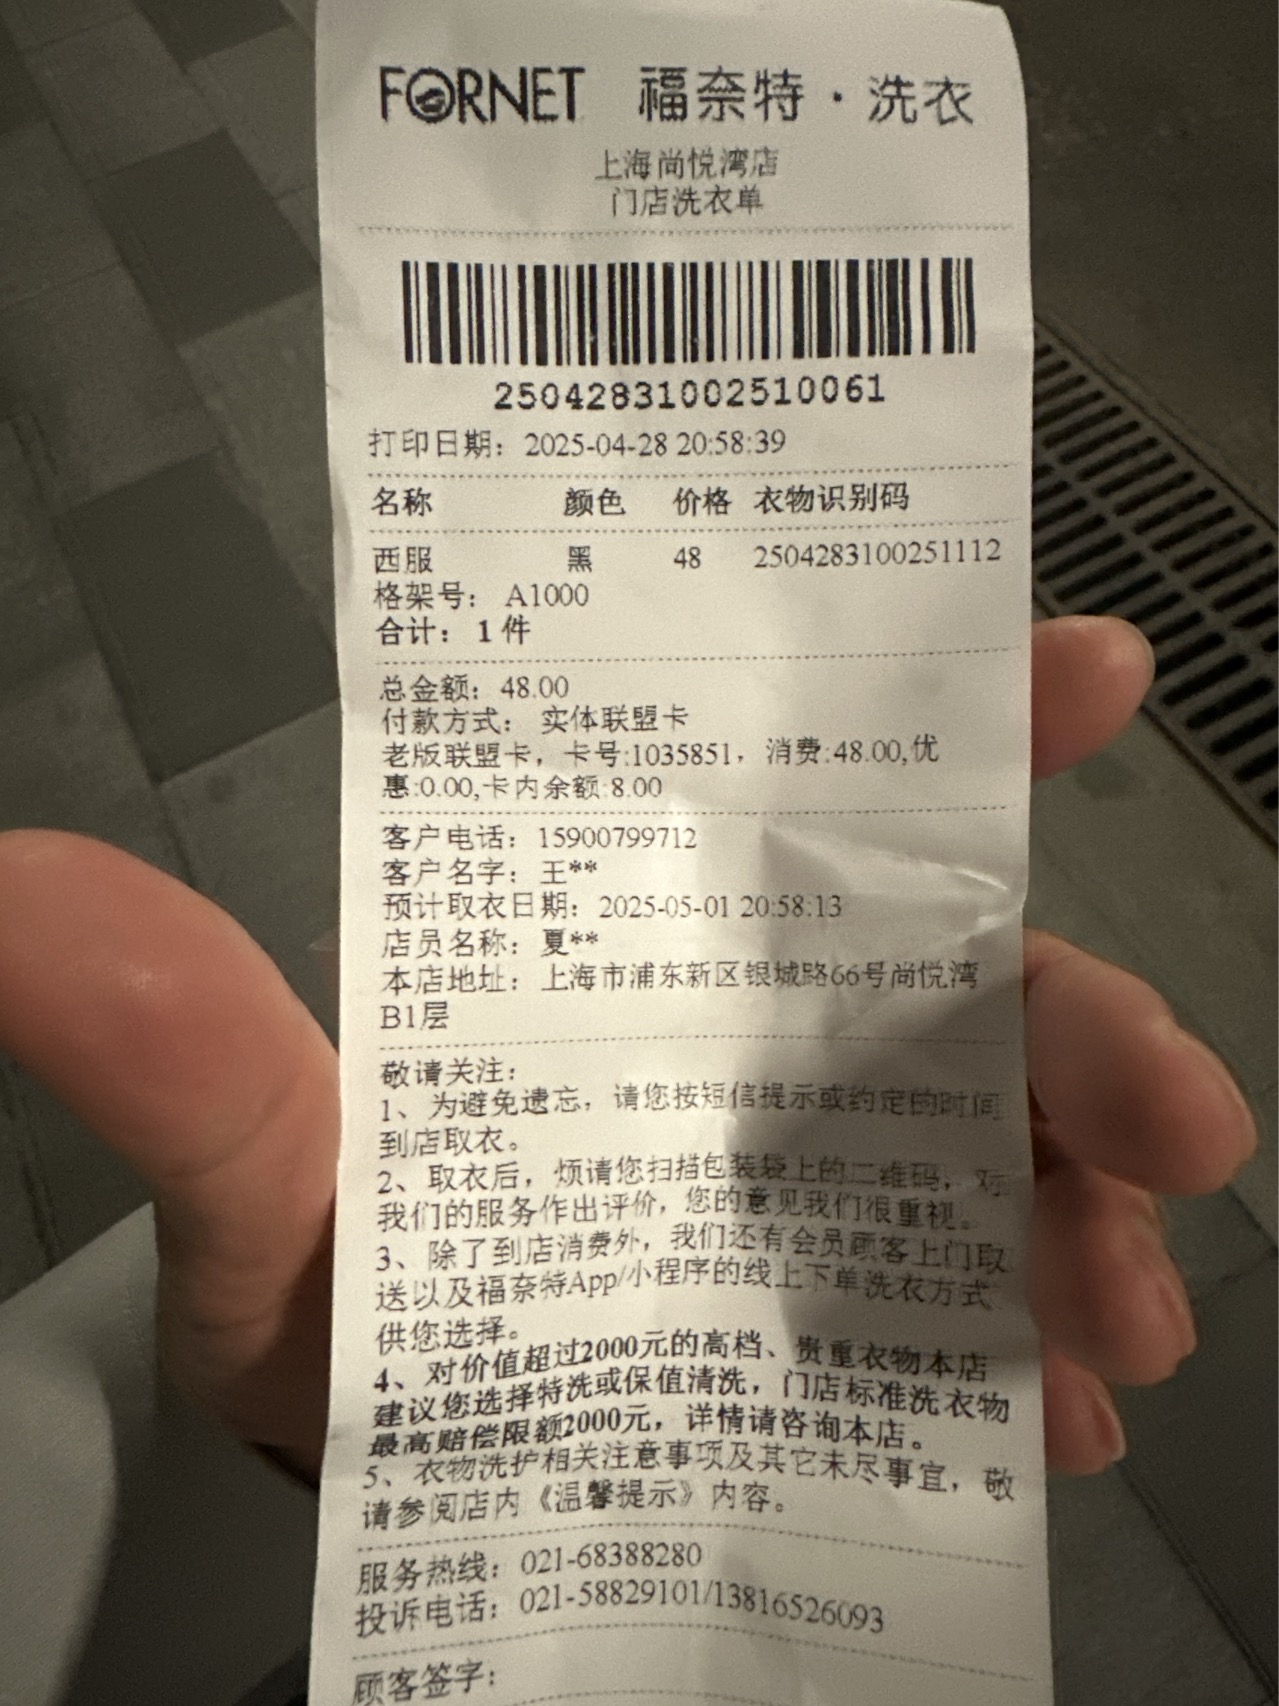 FORNET 福奈特·洗衣
上海尚悦湾店
门店洗衣单
25042831002510061
打印日期：2025-04-28 20:58:39
名称 颜色 价格 衣物识别码
西服 黑 48 2504283100251112
格架号： A1000
合计：1件
总金额：48.00
付款方式： 实体联盟卡
老版联盟卡，卡号:1035851，消费:48.00,优
惠:0.00,卡内余额:8.00
客户电话：15900799712
客户名字：王**
预计取衣日期：2025-05-01 20:58:13
店员名称：夏**
本店地址：上海市浦东新区银城路66号尚悦湾
B1层
敬请关注：
1、为避免遗忘，请您按短信提示或约定的时间
到店取衣。
2、取衣后，烦请您扫描包装袋上的二维码，对
我们的服务作出评价，您的意见我们很重视。
3、除了到店消费外，我们还有会员顾客上门取
送以及福奈特App/小程序的线上下单洗衣方式
供您选择。
4、对价值超过2000元的高档、贵重衣物本店
建议您选择特洗或保值清洗，门店标准洗衣物
最高赔偿限额2000元，详情请咨询本店。
5、衣物洗护相关注意事项及其它未尽事宜，敬
请参阅店内《温馨提示》内容。
服务热线：021-68388280
投诉电话：021-58829101/13816526093
顾客签字：